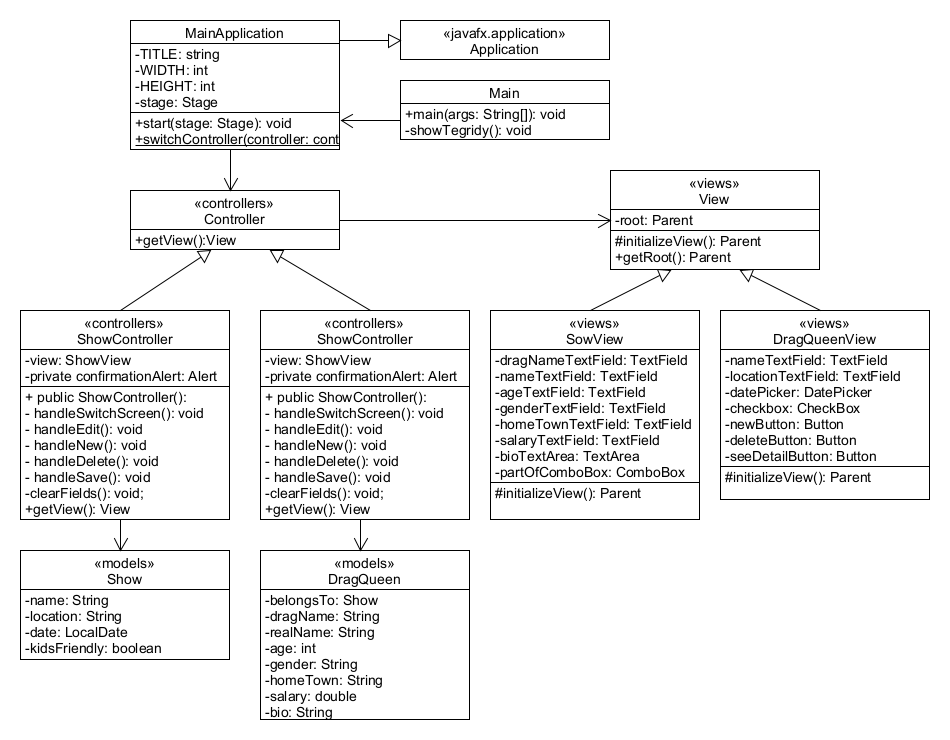 MainApplication
-TITLE: string
-WIDTH: int
-HEIGHT: int
-stage: Stage
+start(stage: Stage): void
+switchController(controller: cont
«javafx.application»
Application
Main
+main(args: String[]): void
-showTegridy(): void
«controllers»
Controller
+getView():View
«views»
View
-root: Parent
#initializeView(): Parent
+getRoot(): Parent
«controllers»
ShowController
-view: ShowView
-private confirmationAlert: Alert
+ public ShowController():
- handleSwitchScreen(): void
- handleEdit(): void
- handleNew(): void
- handleDelete(): void
- handleSave(): void
-clearFields(): void;
+getView(): View
«controllers»
ShowController
-view: ShowView
-private confirmationAlert: Alert
+ public ShowController():
- handleSwitchScreen(): void
- handleEdit(): void
- handleNew(): void
- handleDelete(): void
- handleSave(): void
-clearFields(): void;
+getView(): View
«views»
SowView
-dragNameTextField: TextField
-nameTextField: TextField
-ageTextField: TextField
-genderTextField: TextField
-homeTownTextField: TextField
-salaryTextField: TextField
-bioTextArea: TextArea
-partOfComboBox: ComboBox
#initializeView(): Parent
«views»
DragQueenView
-nameTextField: TextField
-locationTextField: TextField
-datePicker: DatePicker
-checkbox: CheckBox
-newButton: Button
-deleteButton: Button
-seeDetailButton: Button
#initializeView(): Parent
«models»
Show
-name: String
-location: String
-date: LocalDate
-kidsFriendly: boolean
«models»
DragQueen
-belongsTo: Show
-dragName: String
-realName: String
-age: int
-gender: String
-homeTown: String
-salary: double
-bio: String